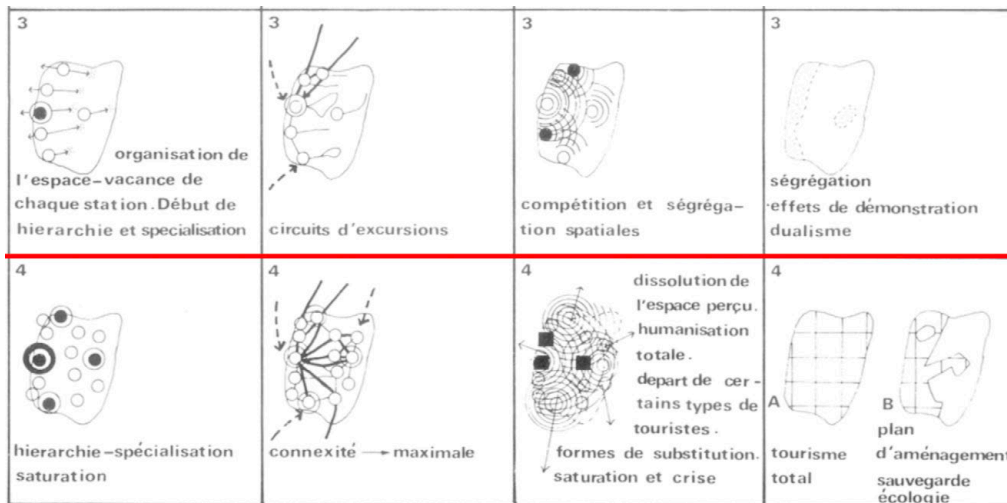 3
organisation de
l'espace-vacance de
chaque station. Début de
hierarchie et specialisation
3
circuits d'excursions
3
compétition et ségréga-
tion spatiales
3
ségrégation
effets de démonstration
dualisme
4
hierarchie-spécialisation
saturation
4
connexité → maximale
4
dissolution de
l'espace perçu.
humanisation
totale.
depart de cer-
tains types de
touristes.
formes de substitution.
saturation et crise
4
A
tourisme
total
B
plan
d'aménagement
sauvegarde
écologie